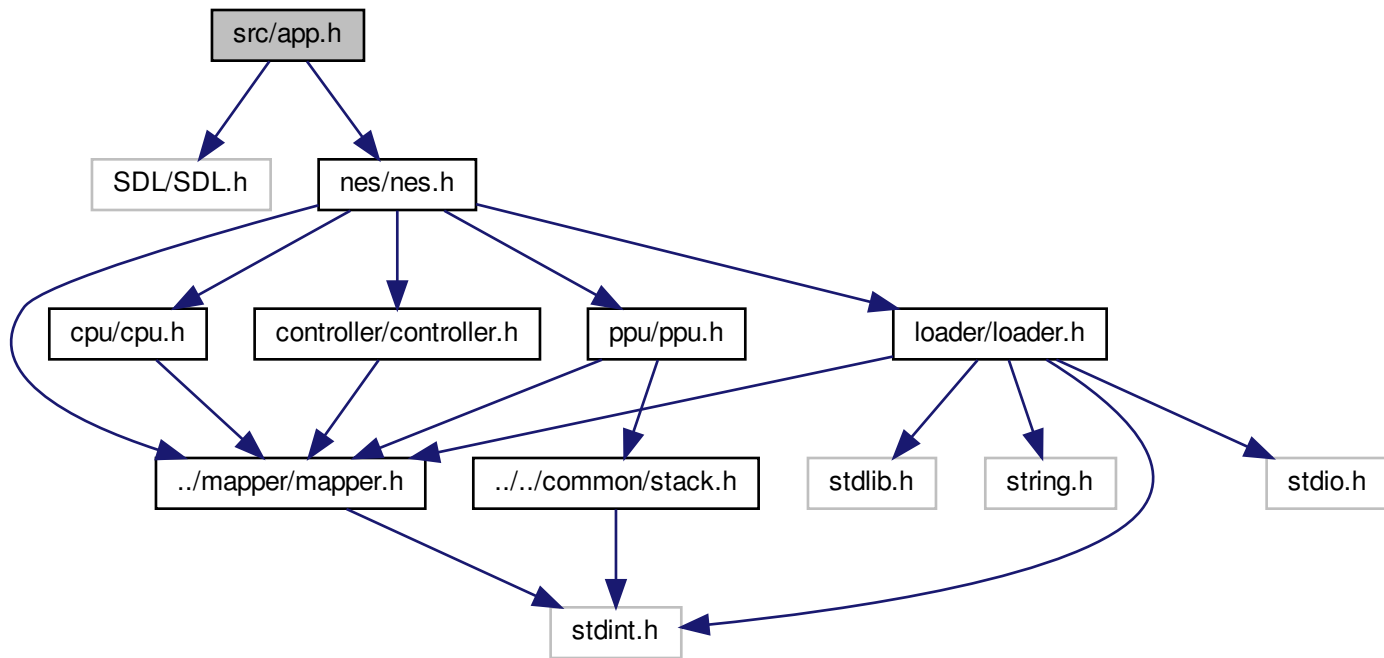 src/app.h
SDL/SDL.h
nes/nes.h
cpu/cpu.h
controller/controller.h
ppu/ppu.h
loader/loader.h
../mapper/mapper.h
../../common/stack.h
stdlib.h
string.h
stdio.h
stdint.h